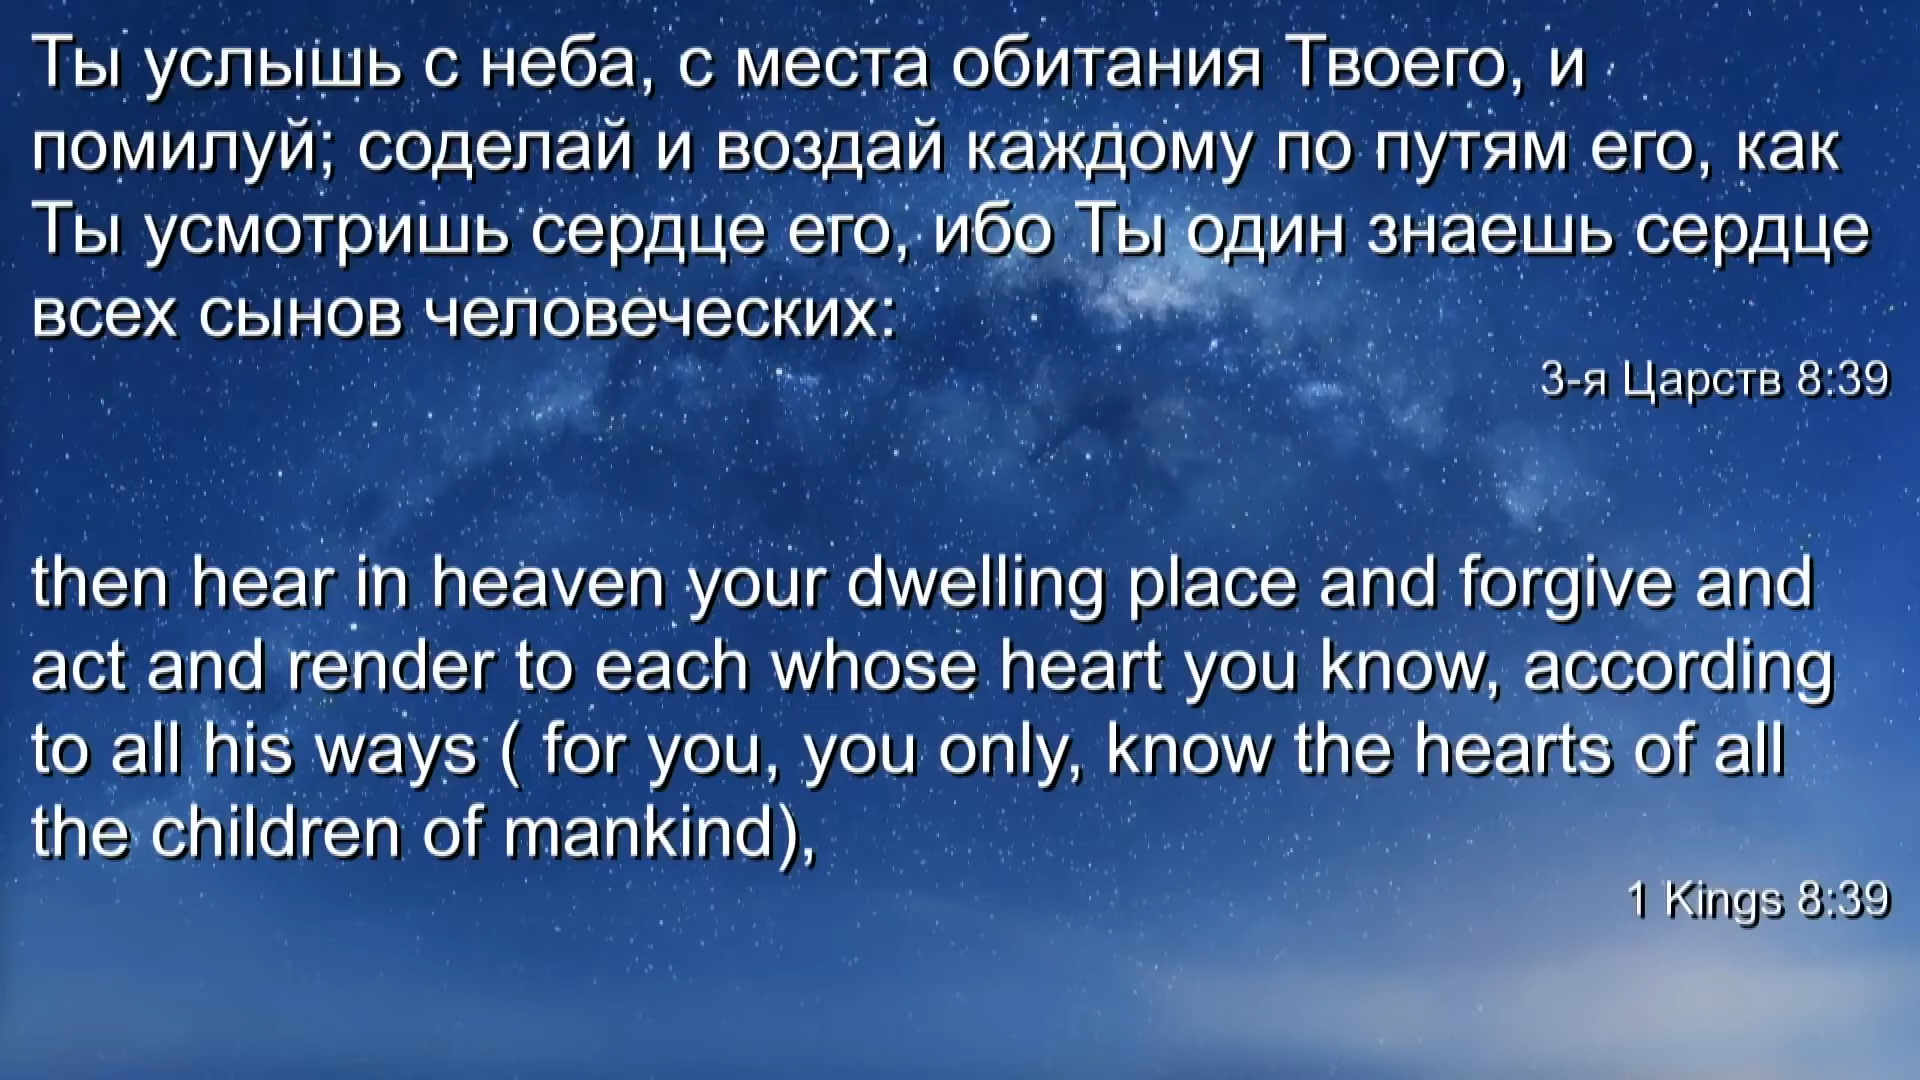 Ты услышь с неба, с места обитания Твоего, и
помилуй; соделай и воздай каждому по путям его, как
Ты усмотришь сердце его, ибо Ты один знаешь сердце
всех сынов человеческих:
3-я Царств 8:39
then hear in heaven your dwelling place and forgive and
act and render to each whose heart you know, according
to all his ways ( for you, you only, know the hearts of all
the children of mankind),
1 Kings 8:39